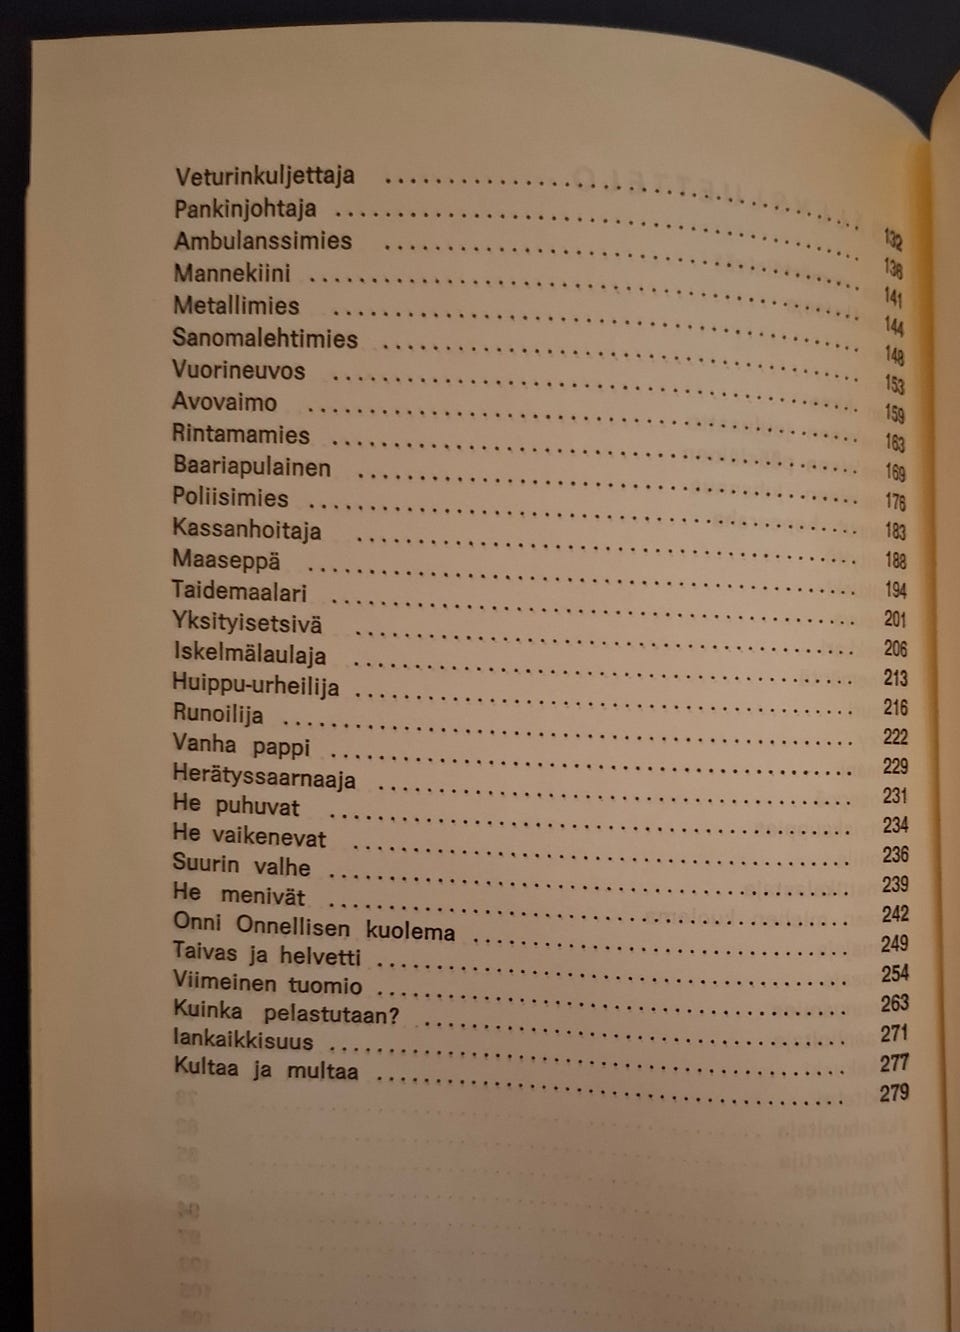 Veturinkuljettaja ........ 132
Pankinjohtaja ........ 136
Ambulanssimies ........ 141
Mannekiini ........ 144
Metallimies ........ 148
Sanomalehtimies ........ 153
Vuorineuvos ........ 159
Avovaimo ........ 163
Rintamamies ........ 169
Baariapulainen ........ 176
Poliisimies ........ 183
Kassanhoitaja ........ 188
Maaseppä ........ 194
Taidemaalari ........ 201
Yksityisetsivä ........ 206
Iskelmälaulaja ........ 213
Huippu-urheilija ........ 216
Runoilija ........ 222
Vanha pappi ........ 229
Herätyssaarnaaja ........ 231
He puhuvat ........ 234
He vaikenevat ........ 236
Suurin valhe ........ 239
He menivät ........ 242
Onni Onnellisen kuolema ........ 249
Taivas ja helvetti ........ 254
Viimeinen tuomio ........ 263
Kuinka pelastutaan? ........ 271
Iankaikkisuus ........ 277
Kultaa ja multaa ........ 279